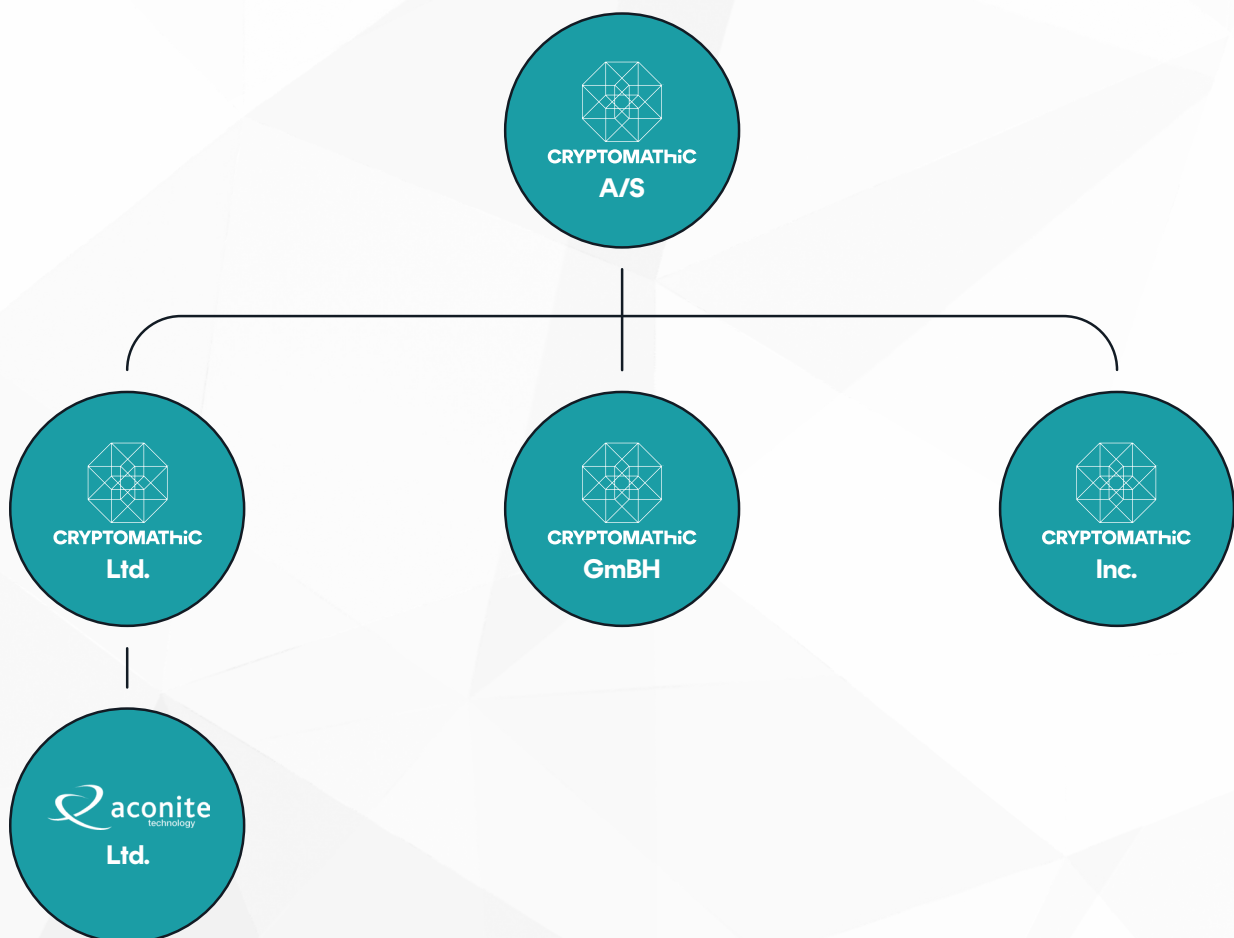 CRYPTOMATHiC
A/S
CRYPTOMATHiC
Ltd.
CRYPTOMATHiC
GmBH
CRYPTOMATHiC
Inc.
aconite
technology
Ltd.